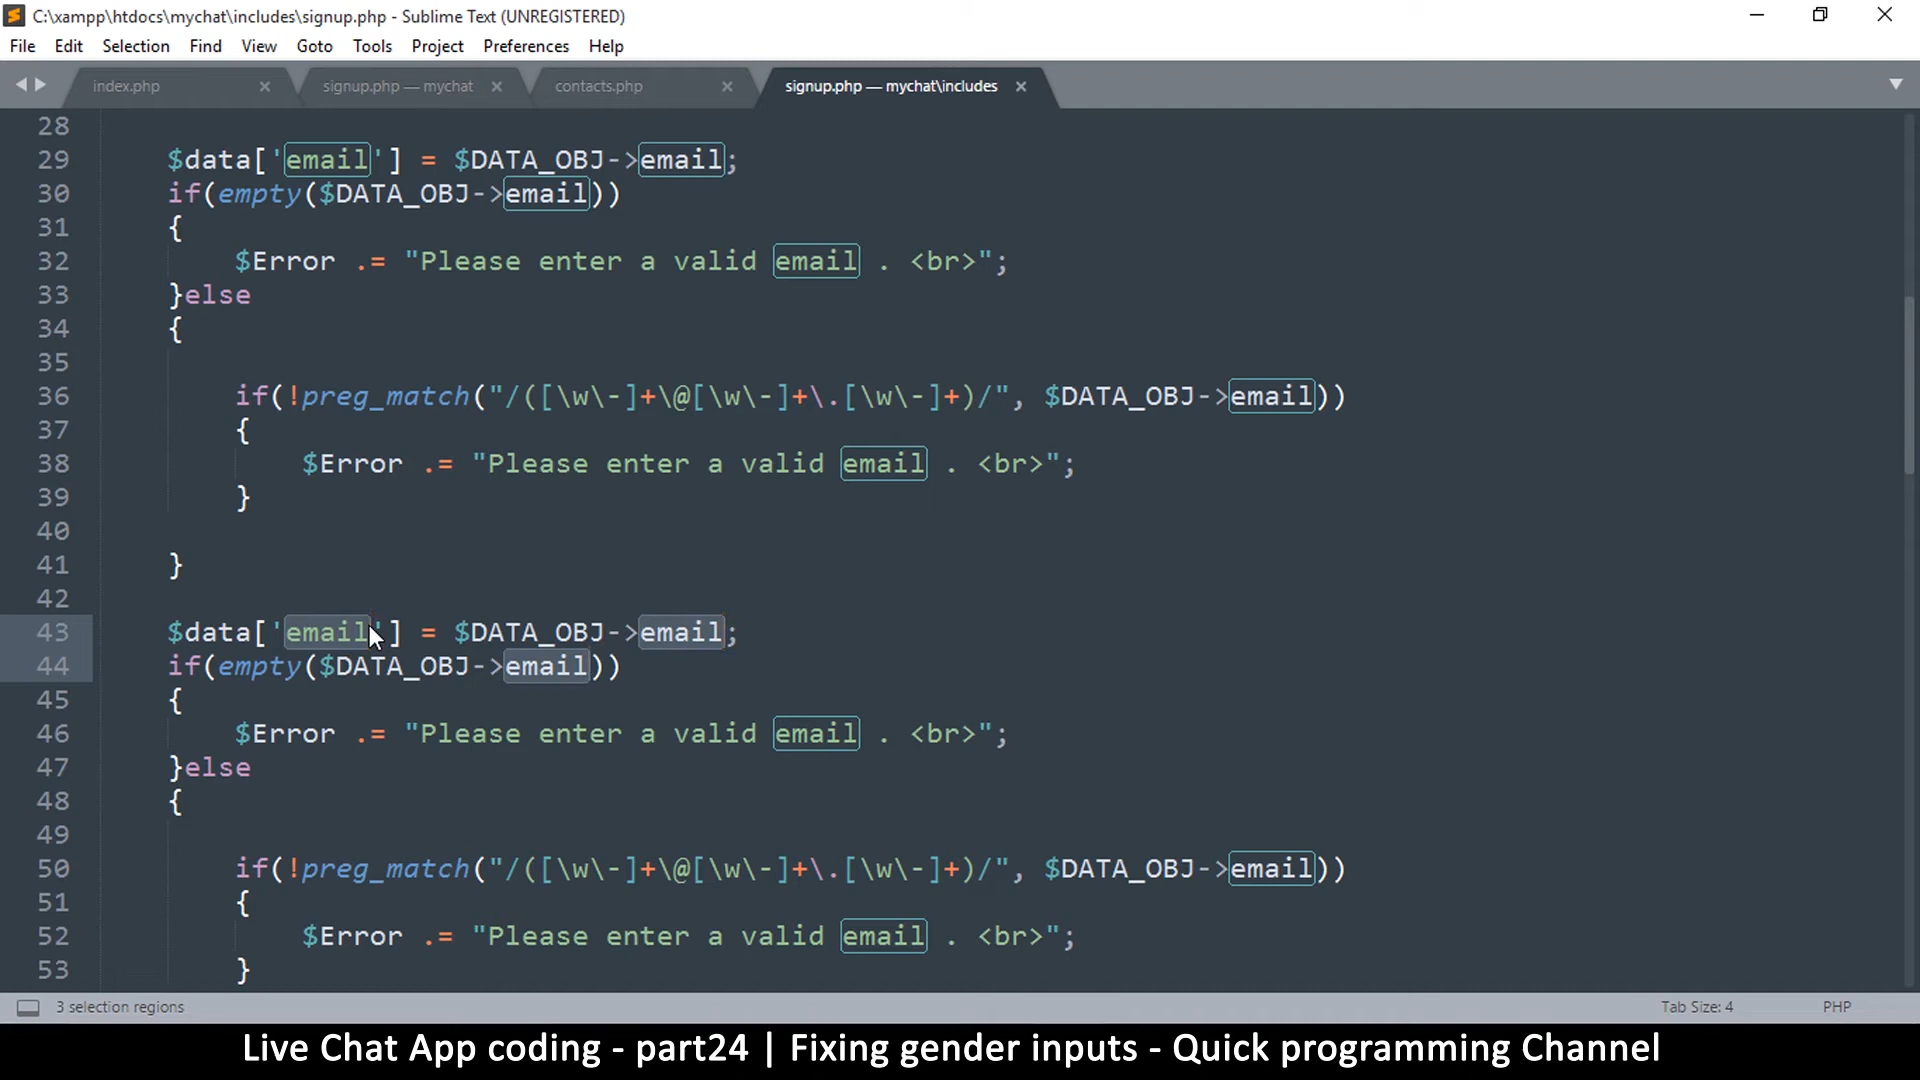 C:\xampp\htdocs\mychat\includes\signup.php - Sublime Text (UNREGISTERED)
File Edit Selection Find View Goto Tools Project Preferences Help
index.php signup.php — mychat contacts.php signup.php — mychat\includes
28
29 $data['email'] = $DATA_OBJ->email;
30 if(empty($DATA_OBJ->email))
31 {
32 $Error .= "Please enter a valid email . <br>";
33 }else
34 {
35
36 if(!preg_match("/([\w\-]+\@[\w\-]+\.[\w\-]+)/", $DATA_OBJ->email))
37 {
38 $Error .= "Please enter a valid email . <br>";
39 }
40
41 }
42
43 $data['email'] = $DATA_OBJ->email;
44 if(empty($DATA_OBJ->email))
45 {
46 $Error .= "Please enter a valid email . <br>";
47 }else
48 {
49
50 if(!preg_match("/([\w\-]+\@[\w\-]+\.[\w\-]+)/", $DATA_OBJ->email))
51 {
52 $Error .= "Please enter a valid email . <br>";
53 }
3 selection regions Tab Size: 4 PHP
Live Chat App coding - part24 | Fixing gender inputs - Quick programming Channel